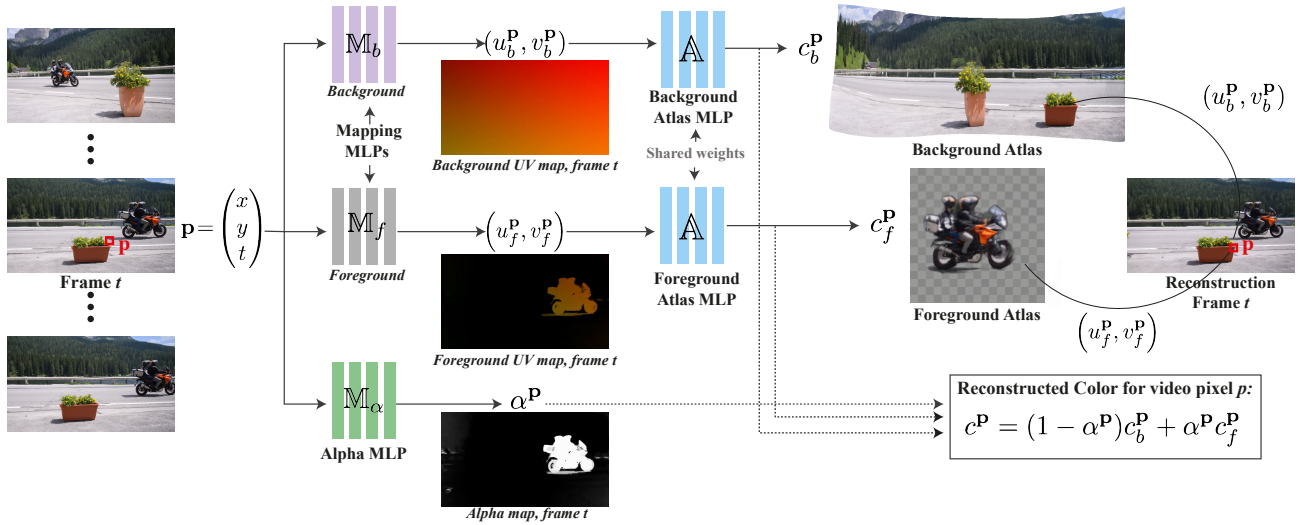 𝕄_b
Background
(u_b^𝐩, v_b^𝐩)
Background UV map, frame t
𝔸
Background
Atlas MLP
c_b^𝐩
Background Atlas
(u_b^𝐩, v_b^𝐩)
Mapping
MLPs
Shared weights
𝐩
Frame t
𝐩 = (x y t)
𝕄_f
Foreground
(u_f^𝐩, v_f^𝐩)
Foreground UV map, frame t
𝔸
Foreground
Atlas MLP
c_f^𝐩
Foreground Atlas
(u_f^𝐩, v_f^𝐩)
𝐩
Reconstruction
Frame t
𝕄_α
Alpha MLP
α^𝐩
Alpha map, frame t
Reconstructed Color for video pixel p:
c^𝐩 = (1 − α^𝐩)c_b^𝐩 + α^𝐩 c_f^𝐩